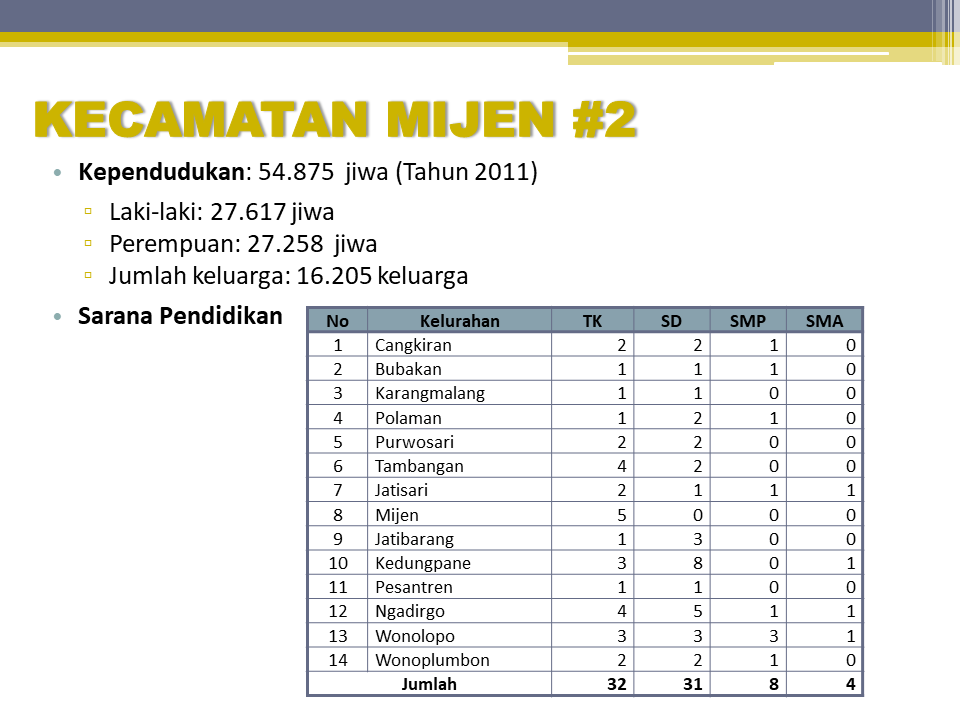 KECAMATAN MIJEN #2
• Kependudukan: 54.875 jiwa (Tahun 2011)
▫ Laki-laki: 27.617 jiwa
▫ Perempuan: 27.258 jiwa
▫ Jumlah keluarga: 16.205 keluarga
• Sarana Pendidikan
No Kelurahan TK SD SMP SMA
1 Cangkiran 2 2 1 0
2 Bubakan 1 1 1 0
3 Karangmalang 1 1 0 0
4 Polaman 1 2 1 0
5 Purwosari 2 2 0 0
6 Tambangan 4 2 0 0
7 Jatisari 2 1 1 1
8 Mijen 5 0 0 0
9 Jatibarang 1 3 0 0
10 Kedungpane 3 8 0 1
11 Pesantren 1 1 0 0
12 Ngadirgo 4 5 1 1
13 Wonolopo 3 3 3 1
14 Wonoplumbon 2 2 1 0
Jumlah 32 31 8 4